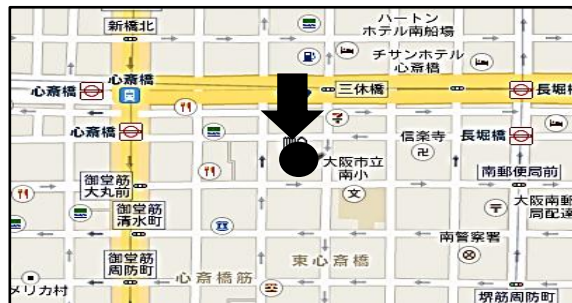 新橋北
ハートン
ホテル南船場
チサンホテル
心斎橋
心斎橋
心斎橋
三休橋
長堀橋
心斎橋
信楽寺
長堀橋
大阪市立
南小
御堂筋
大丸前
南郵便局前
御堂筋
清水町
大阪南郵
局配達
南警察署
御堂筋
周防町
心斎橋筋
東心斎橋
メリカ村
堺筋周防町